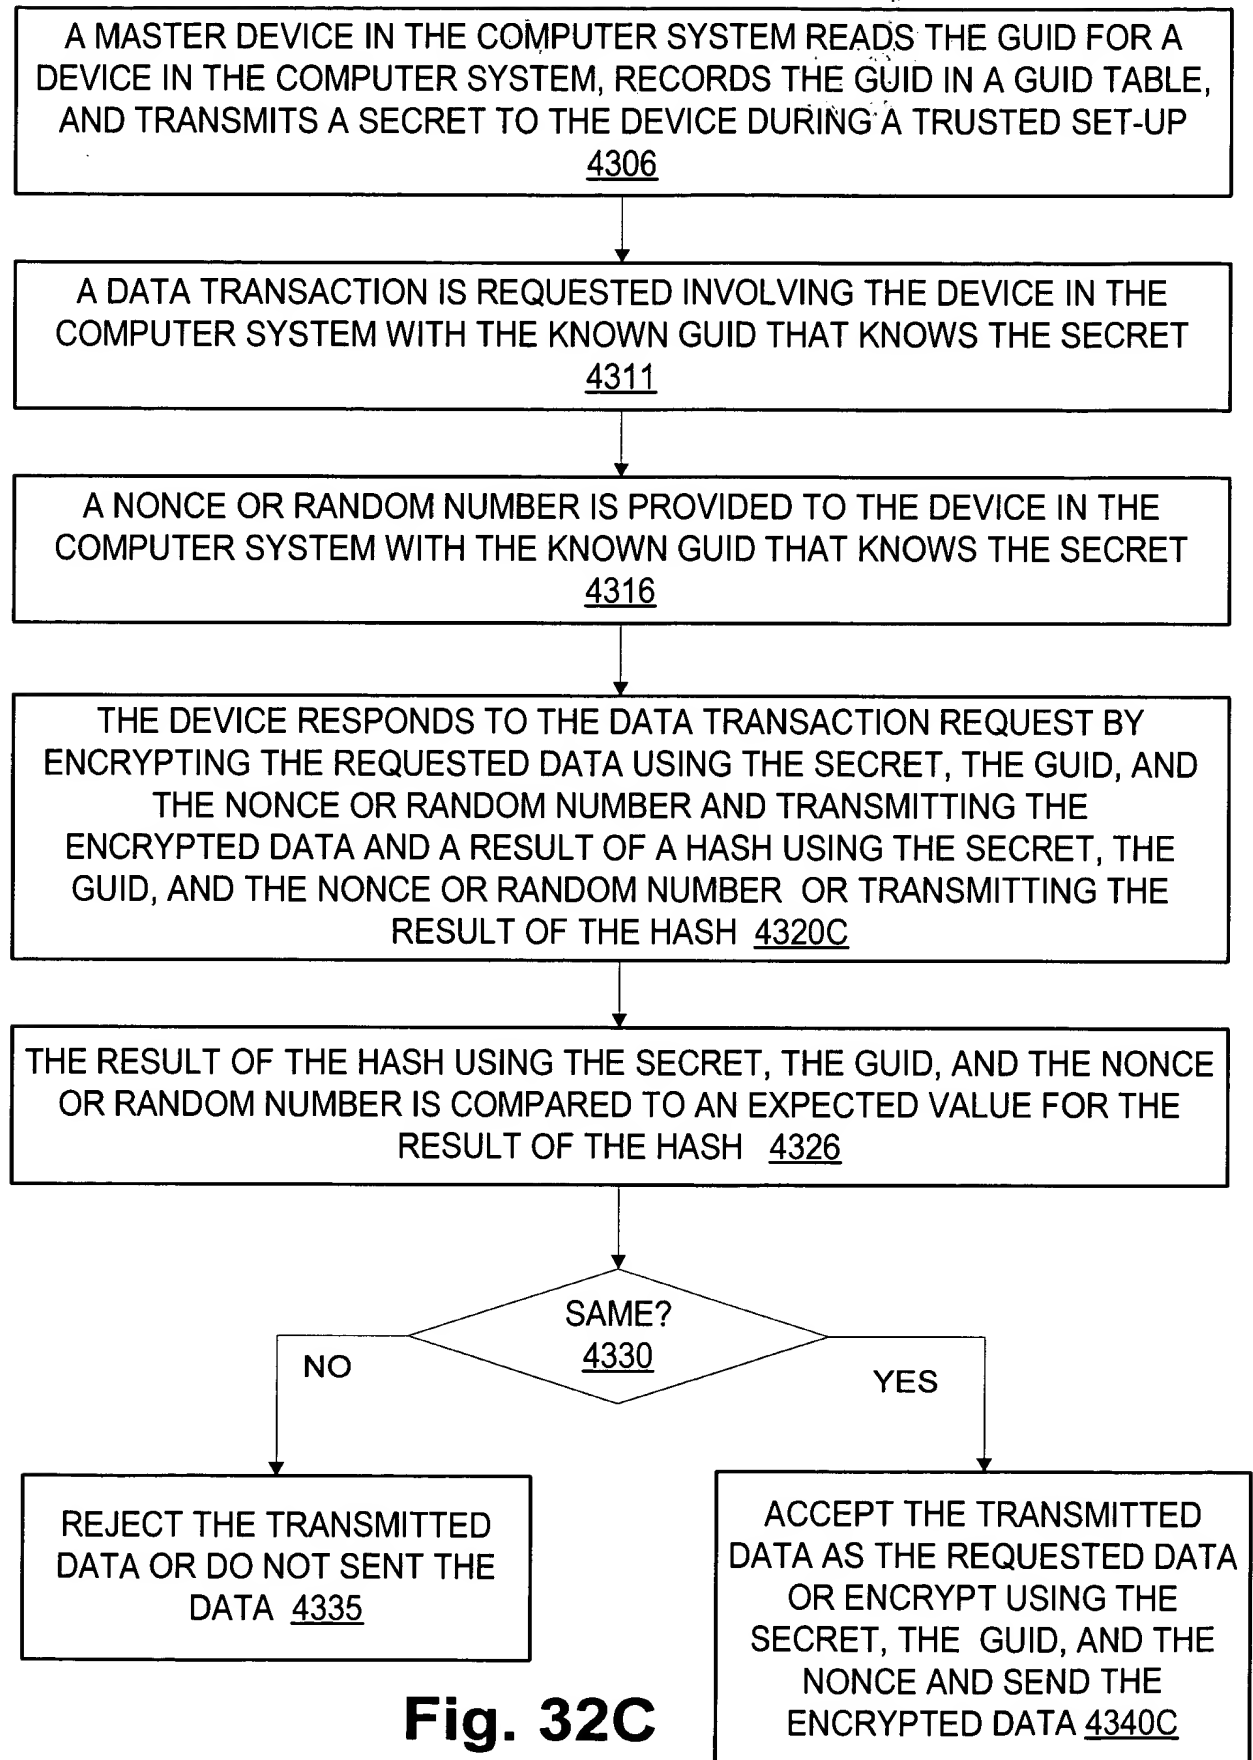 A MASTER DEVICE IN THE COMPUTER SYSTEM READS THE GUID FOR A
DEVICE IN THE COMPUTER SYSTEM, RECORDS THE GUID IN A GUID TABLE,
AND TRANSMITS A SECRET TO THE DEVICE DURING A TRUSTED SET-UP
4306
A DATA TRANSACTION IS REQUESTED INVOLVING THE DEVICE IN THE
COMPUTER SYSTEM WITH THE KNOWN GUID THAT KNOWS THE SECRET
4311
A NONCE OR RANDOM NUMBER IS PROVIDED TO THE DEVICE IN THE
COMPUTER SYSTEM WITH THE KNOWN GUID THAT KNOWS THE SECRET
4316
THE DEVICE RESPONDS TO THE DATA TRANSACTION REQUEST BY
ENCRYPTING THE REQUESTED DATA USING THE SECRET, THE GUID, AND
THE NONCE OR RANDOM NUMBER AND TRANSMITTING THE
ENCRYPTED DATA AND A RESULT OF A HASH USING THE SECRET, THE
GUID, AND THE NONCE OR RANDOM NUMBER OR TRANSMITTING THE
RESULT OF THE HASH 4320C
THE RESULT OF THE HASH USING THE SECRET, THE GUID, AND THE NONCE
OR RANDOM NUMBER IS COMPARED TO AN EXPECTED VALUE FOR THE
RESULT OF THE HASH 4326
SAME?
4330
NO
YES
REJECT THE TRANSMITTED
DATA OR DO NOT SENT THE
DATA 4335
ACCEPT THE TRANSMITTED
DATA AS THE REQUESTED DATA
OR ENCRYPT USING THE
SECRET, THE GUID, AND THE
NONCE AND SEND THE
ENCRYPTED DATA 4340C
Fig. 32C